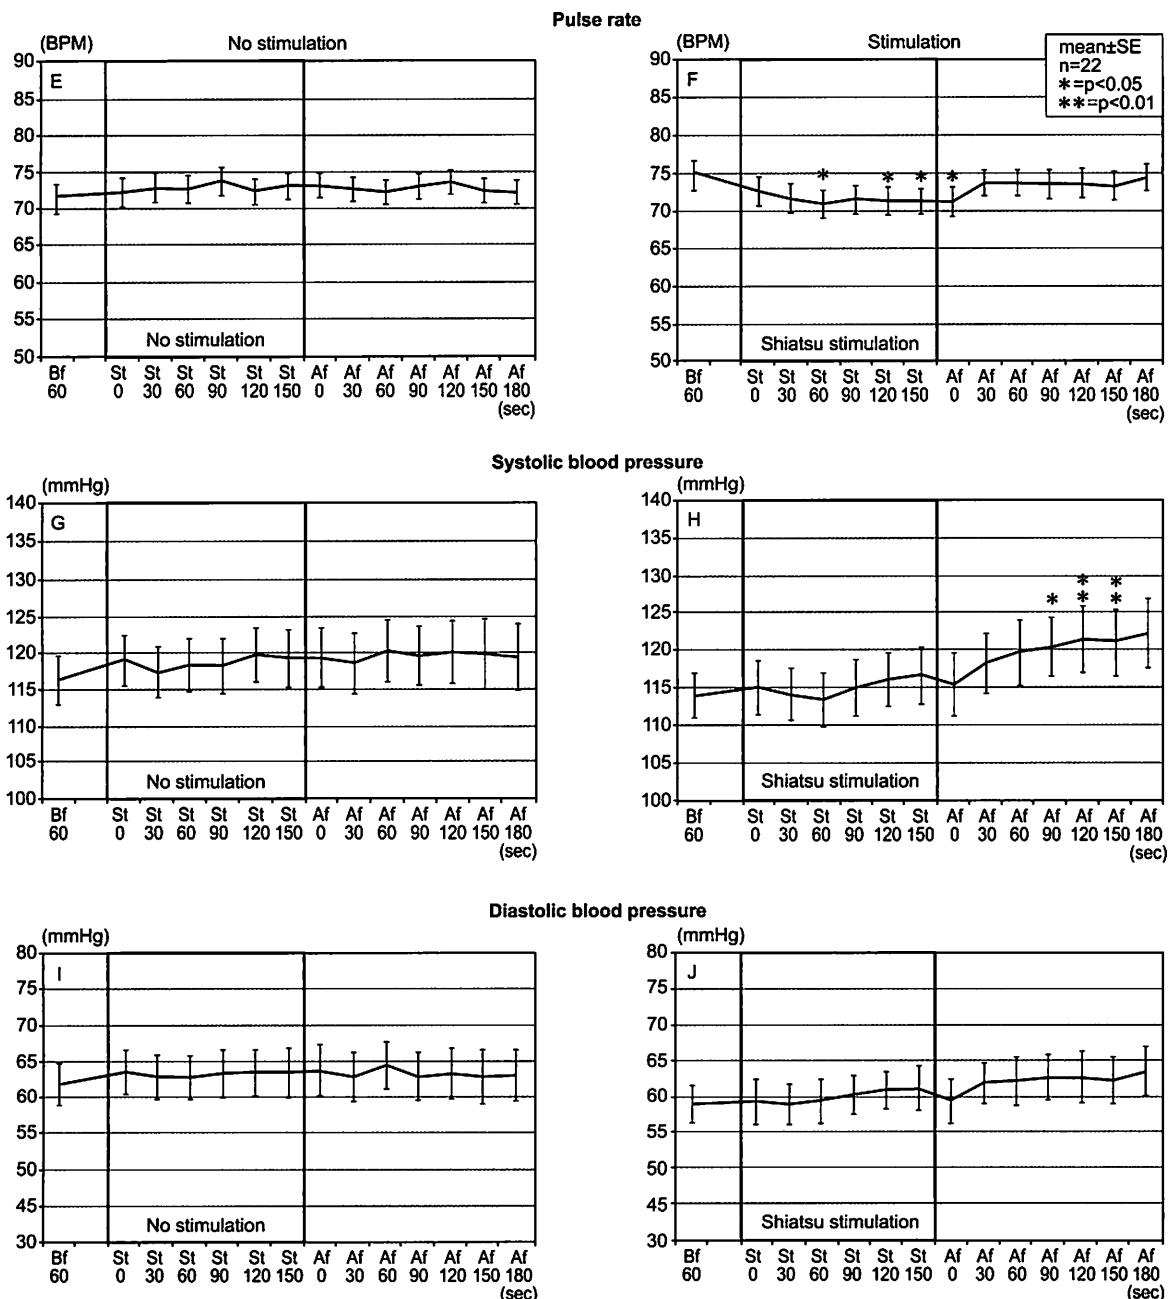 Pulse rate
(BPM) No stimulation
E
90
85
80
75
70
65
60
55
50
No stimulation
Bf St St St St St St Af Af Af Af Af Af Af
60 0 30 60 90 120 150 0 30 60 90 120 150 180
(sec)
(BPM) Stimulation
mean±SE
n=22
*=p<0.05
**=p<0.01
F
90
85
80
75
70
65
60
55
50
* * * *
Shiatsu stimulation
Bf St St St St St St Af Af Af Af Af Af Af
60 0 30 60 90 120 150 0 30 60 90 120 150 180
(sec)
Systolic blood pressure
(mmHg)
G
140
135
130
125
120
115
110
105
100
No stimulation
Bf St St St St St St Af Af Af Af Af Af Af
60 0 30 60 90 120 150 0 30 60 90 120 150 180
(sec)
(mmHg)
H
140
135
130
125
120
115
110
105
100
* ** **
Shiatsu stimulation
Bf St St St St St St Af Af Af Af Af Af Af
60 0 30 60 90 120 150 0 30 60 90 120 150 180
(sec)
Diastolic blood pressure
(mmHg)
I
80
75
70
65
60
55
50
45
30
No stimulation
Bf St St St St St St Af Af Af Af Af Af Af
60 0 30 60 90 120 150 0 30 60 90 120 150 180
(sec)
(mmHg)
J
80
75
70
65
60
55
50
45
30
Shiatsu stimulation
Bf St St St St St St Af Af Af Af Af Af Af
60 0 30 60 90 120 150 0 30 60 90 120 150 180
(sec)